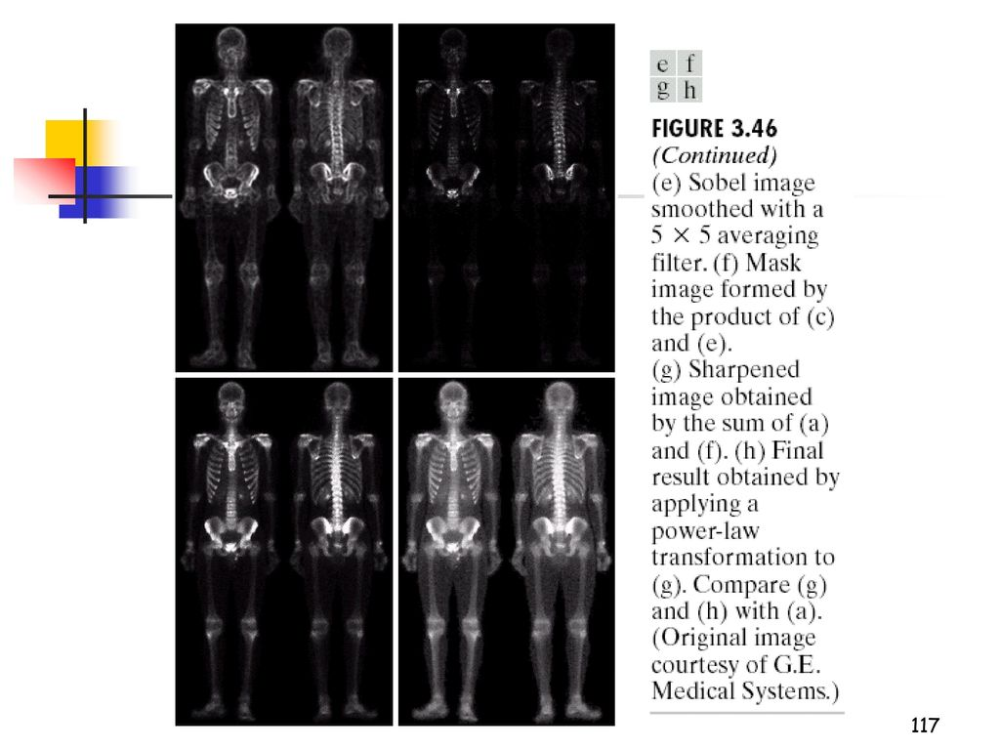 e f
g h
FIGURE 3.46
(Continued)
(e) Sobel image
smoothed with a
5 × 5 averaging
filter. (f) Mask
image formed by
the product of (c)
and (e).
(g) Sharpened
image obtained
by the sum of (a)
and (f). (h) Final
result obtained by
applying a
power-law
transformation to
(g). Compare (g)
and (h) with (a).
(Original image
courtesy of G.E.
Medical Systems.)
117